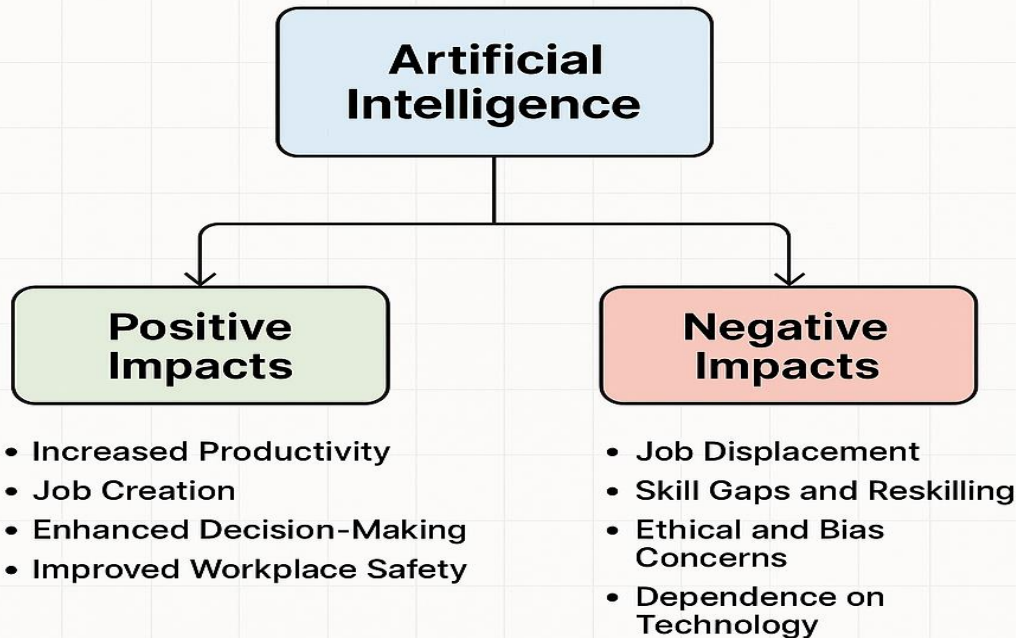 Artificial
Intelligence
Positive
Impacts
• Increased Productivity
• Job Creation
• Enhanced Decision-Making
• Improved Workplace Safety
Negative
Impacts
• Job Displacement
• Skill Gaps and Reskilling
• Ethical and Bias
Concerns
• Dependence on
Technology